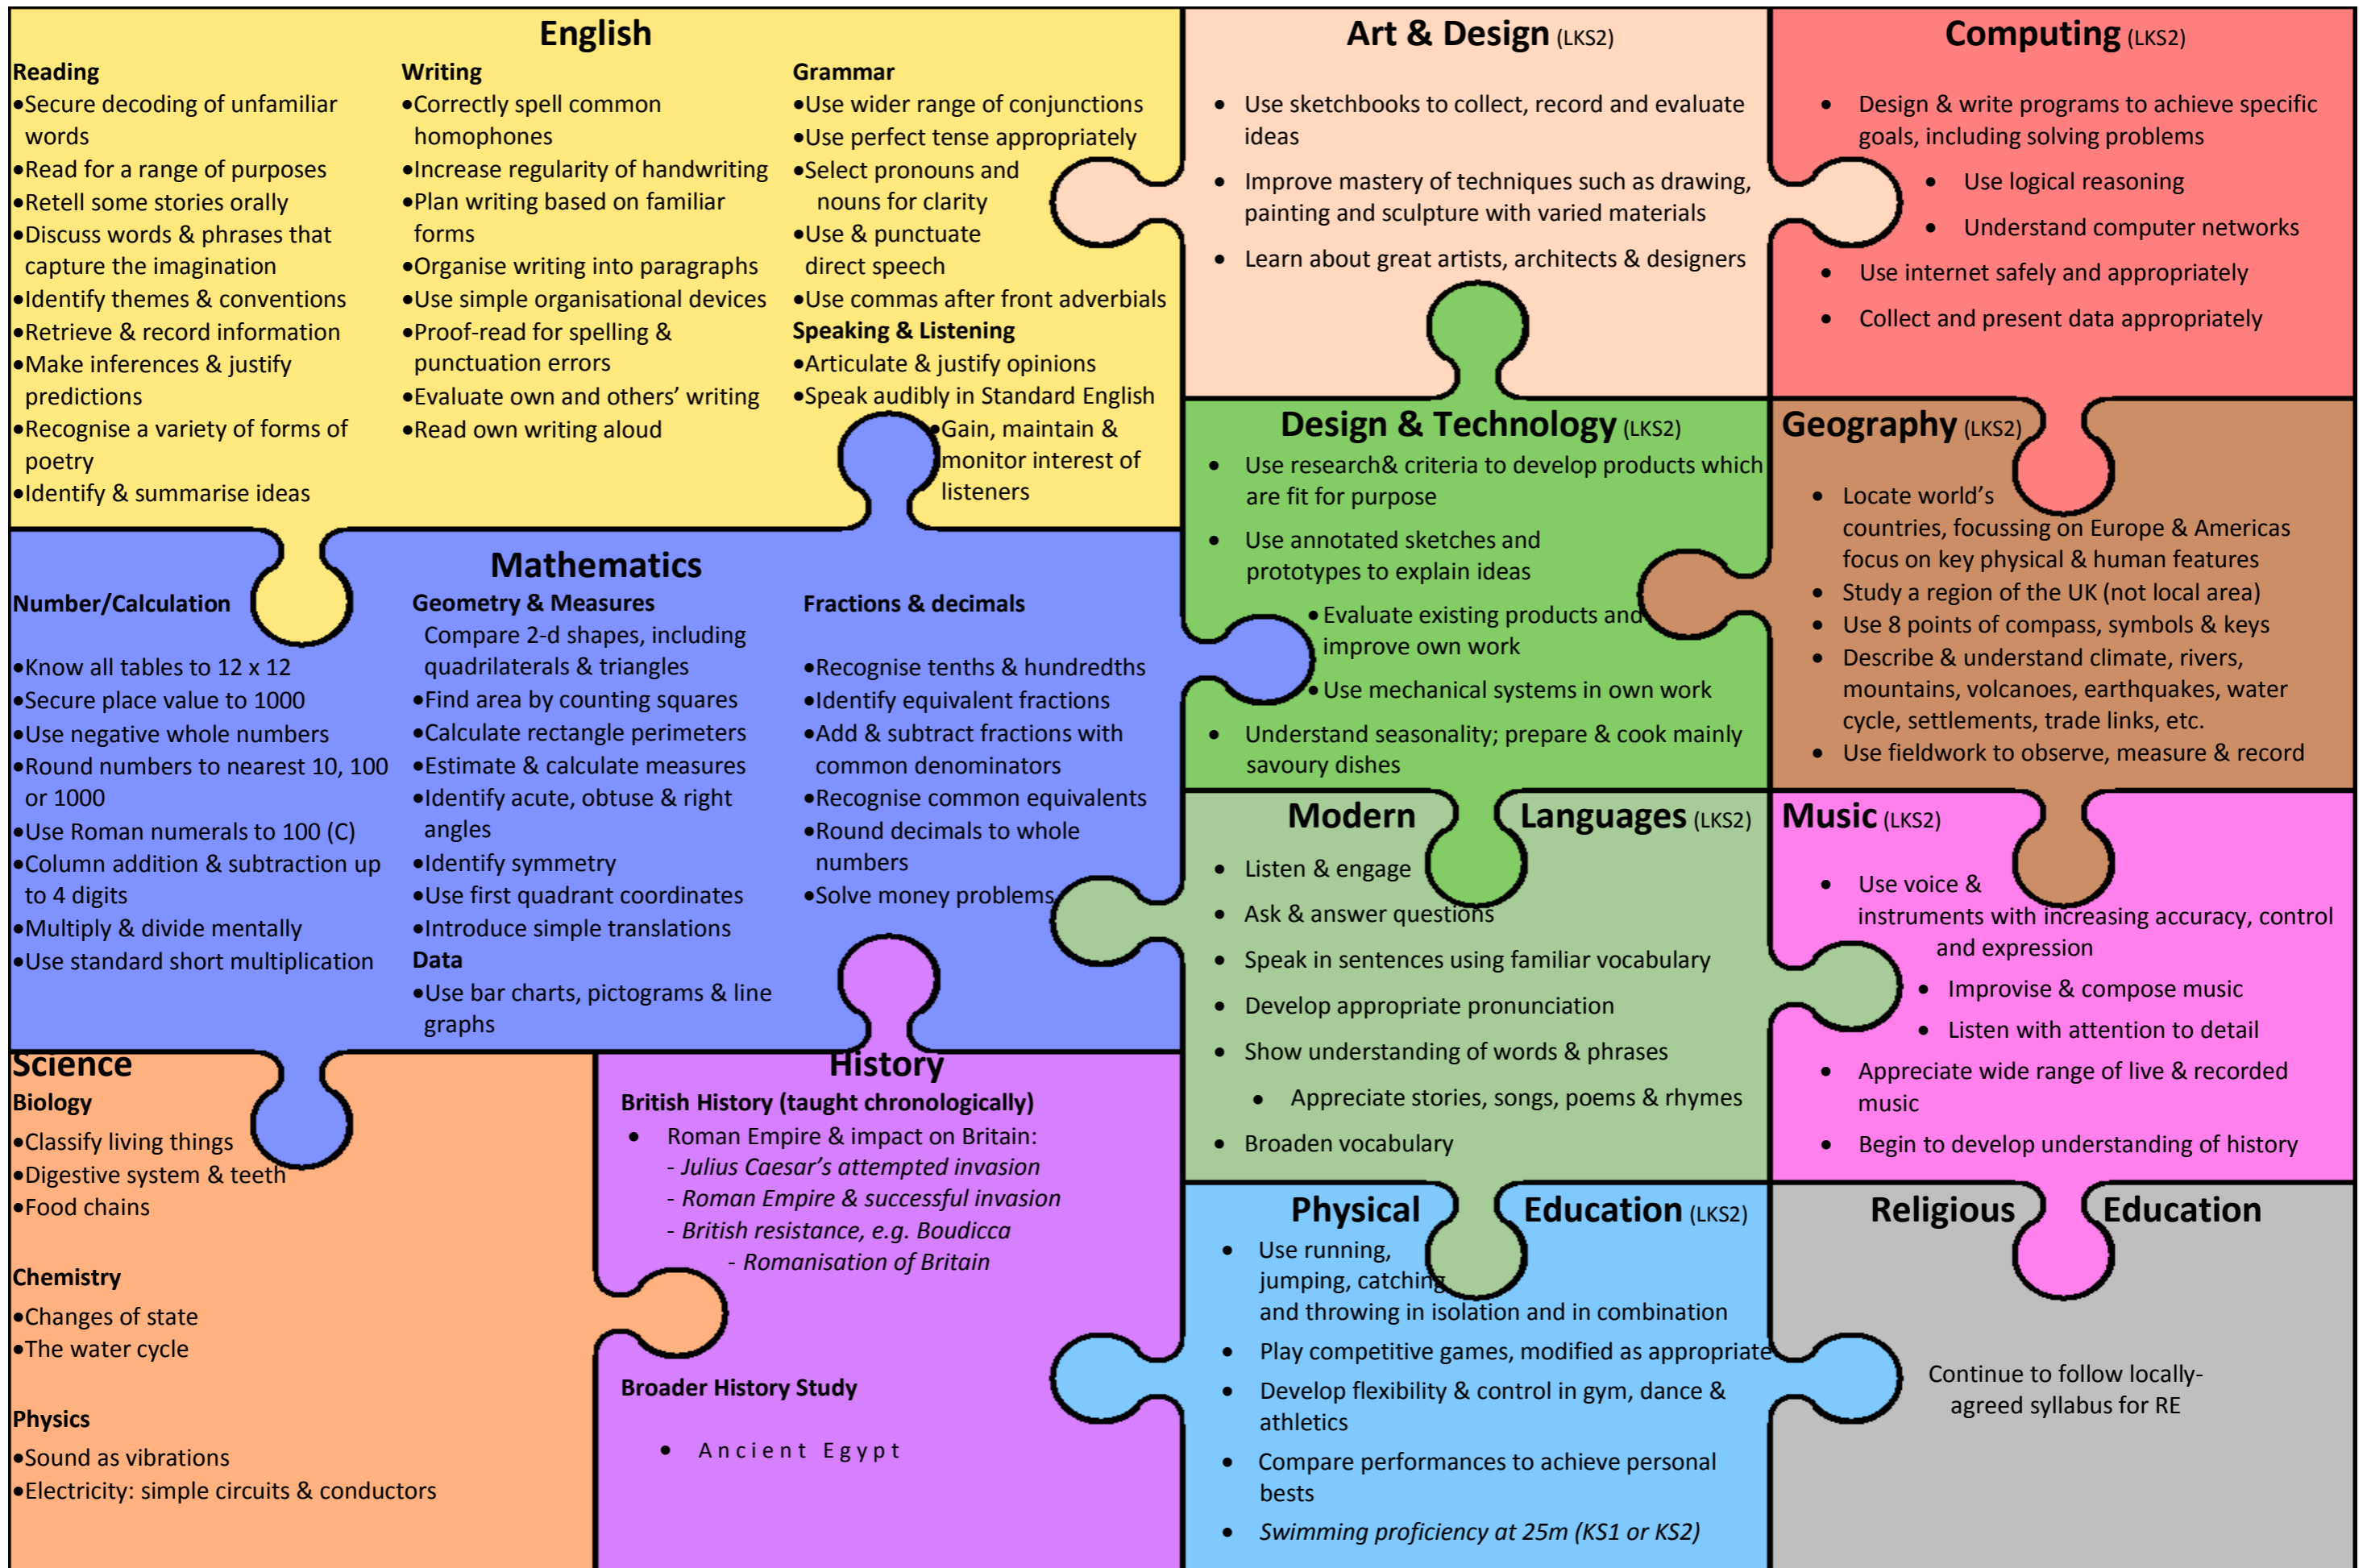 English
Reading
•Secure decoding of unfamiliar
words
•Read for a range of purposes
•Retell some stories orally
•Discuss words & phrases that
capture the imagination
•Identify themes & conventions
•Retrieve & record information
•Make inferences & justify
predictions
•Recognise a variety of forms of
poetry
•Identify & summarise ideas
Writing
•Correctly spell common
homophones
•Increase regularity of handwriting
•Plan writing based on familiar
forms
•Organise writing into paragraphs
•Use simple organisational devices
•Proof-read for spelling &
punctuation errors
•Evaluate own and others’ writing
•Read own writing aloud
Grammar
•Use wider range of conjunctions
•Use perfect tense appropriately
•Select pronouns and
nouns for clarity
•Use & punctuate
direct speech
•Use commas after front adverbials
Speaking & Listening
•Articulate & justify opinions
•Speak audibly in Standard English
•Gain, maintain &
monitor interest of
listeners
Art & Design (LKS2)
• Use sketchbooks to collect, record and evaluate
ideas
• Improve mastery of techniques such as drawing,
painting and sculpture with varied materials
• Learn about great artists, architects & designers
Computing (LKS2)
• Design & write programs to achieve specific
goals, including solving problems
• Use logical reasoning
• Understand computer networks
• Use internet safely and appropriately
• Collect and present data appropriately
Mathematics
Number/Calculation
•Know all tables to 12 x 12
•Secure place value to 1000
•Use negative whole numbers
•Round numbers to nearest 10, 100
or 1000
•Use Roman numerals to 100 (C)
•Column addition & subtraction up
to 4 digits
•Multiply & divide mentally
•Use standard short multiplication
Geometry & Measures
Compare 2-d shapes, including
quadrilaterals & triangles
•Find area by counting squares
•Calculate rectangle perimeters
•Estimate & calculate measures
•Identify acute, obtuse & right
angles
•Identify symmetry
•Use first quadrant coordinates
•Introduce simple translations
Data
•Use bar charts, pictograms & line
graphs
Fractions & decimals
•Recognise tenths & hundredths
•Identify equivalent fractions
•Add & subtract fractions with
common denominators
•Recognise common equivalents
•Round decimals to whole
numbers
•Solve money problems
Design & Technology (LKS2)
• Use research& criteria to develop products which
are fit for purpose
• Use annotated sketches and
prototypes to explain ideas
•Evaluate existing products and
improve own work
•Use mechanical systems in own work
• Understand seasonality; prepare & cook mainly
savoury dishes
Geography (LKS2)
• Locate world’s
countries, focussing on Europe & Americas
focus on key physical & human features
• Study a region of the UK (not local area)
• Use 8 points of compass, symbols & keys
• Describe & understand climate, rivers,
mountains, volcanoes, earthquakes, water
cycle, settlements, trade links, etc.
• Use fieldwork to observe, measure & record
Modern Languages (LKS2)
• Listen & engage
• Ask & answer questions
• Speak in sentences using familiar vocabulary
• Develop appropriate pronunciation
• Show understanding of words & phrases
• Appreciate stories, songs, poems & rhymes
• Broaden vocabulary
Music (LKS2)
• Use voice &
instruments with increasing accuracy, control
and expression
• Improvise & compose music
• Listen with attention to detail
• Appreciate wide range of live & recorded
music
• Begin to develop understanding of history
Science
Biology
•Classify living things
•Digestive system & teeth
•Food chains
Chemistry
•Changes of state
•The water cycle
Physics
•Sound as vibrations
•Electricity: simple circuits & conductors
History
British History (taught chronologically)
• Roman Empire & impact on Britain:
- Julius Caesar’s attempted invasion
- Roman Empire & successful invasion
- British resistance, e.g. Boudicca
- Romanisation of Britain
Broader History Study
• Ancient Egypt
Physical Education (LKS2)
• Use running,
jumping, catching
and throwing in isolation and in combination
• Play competitive games, modified as appropriate
• Develop flexibility & control in gym, dance &
athletics
• Compare performances to achieve personal
bests
• Swimming proficiency at 25m (KS1 or KS2)
Religious Education
Continue to follow locally-
agreed syllabus for RE